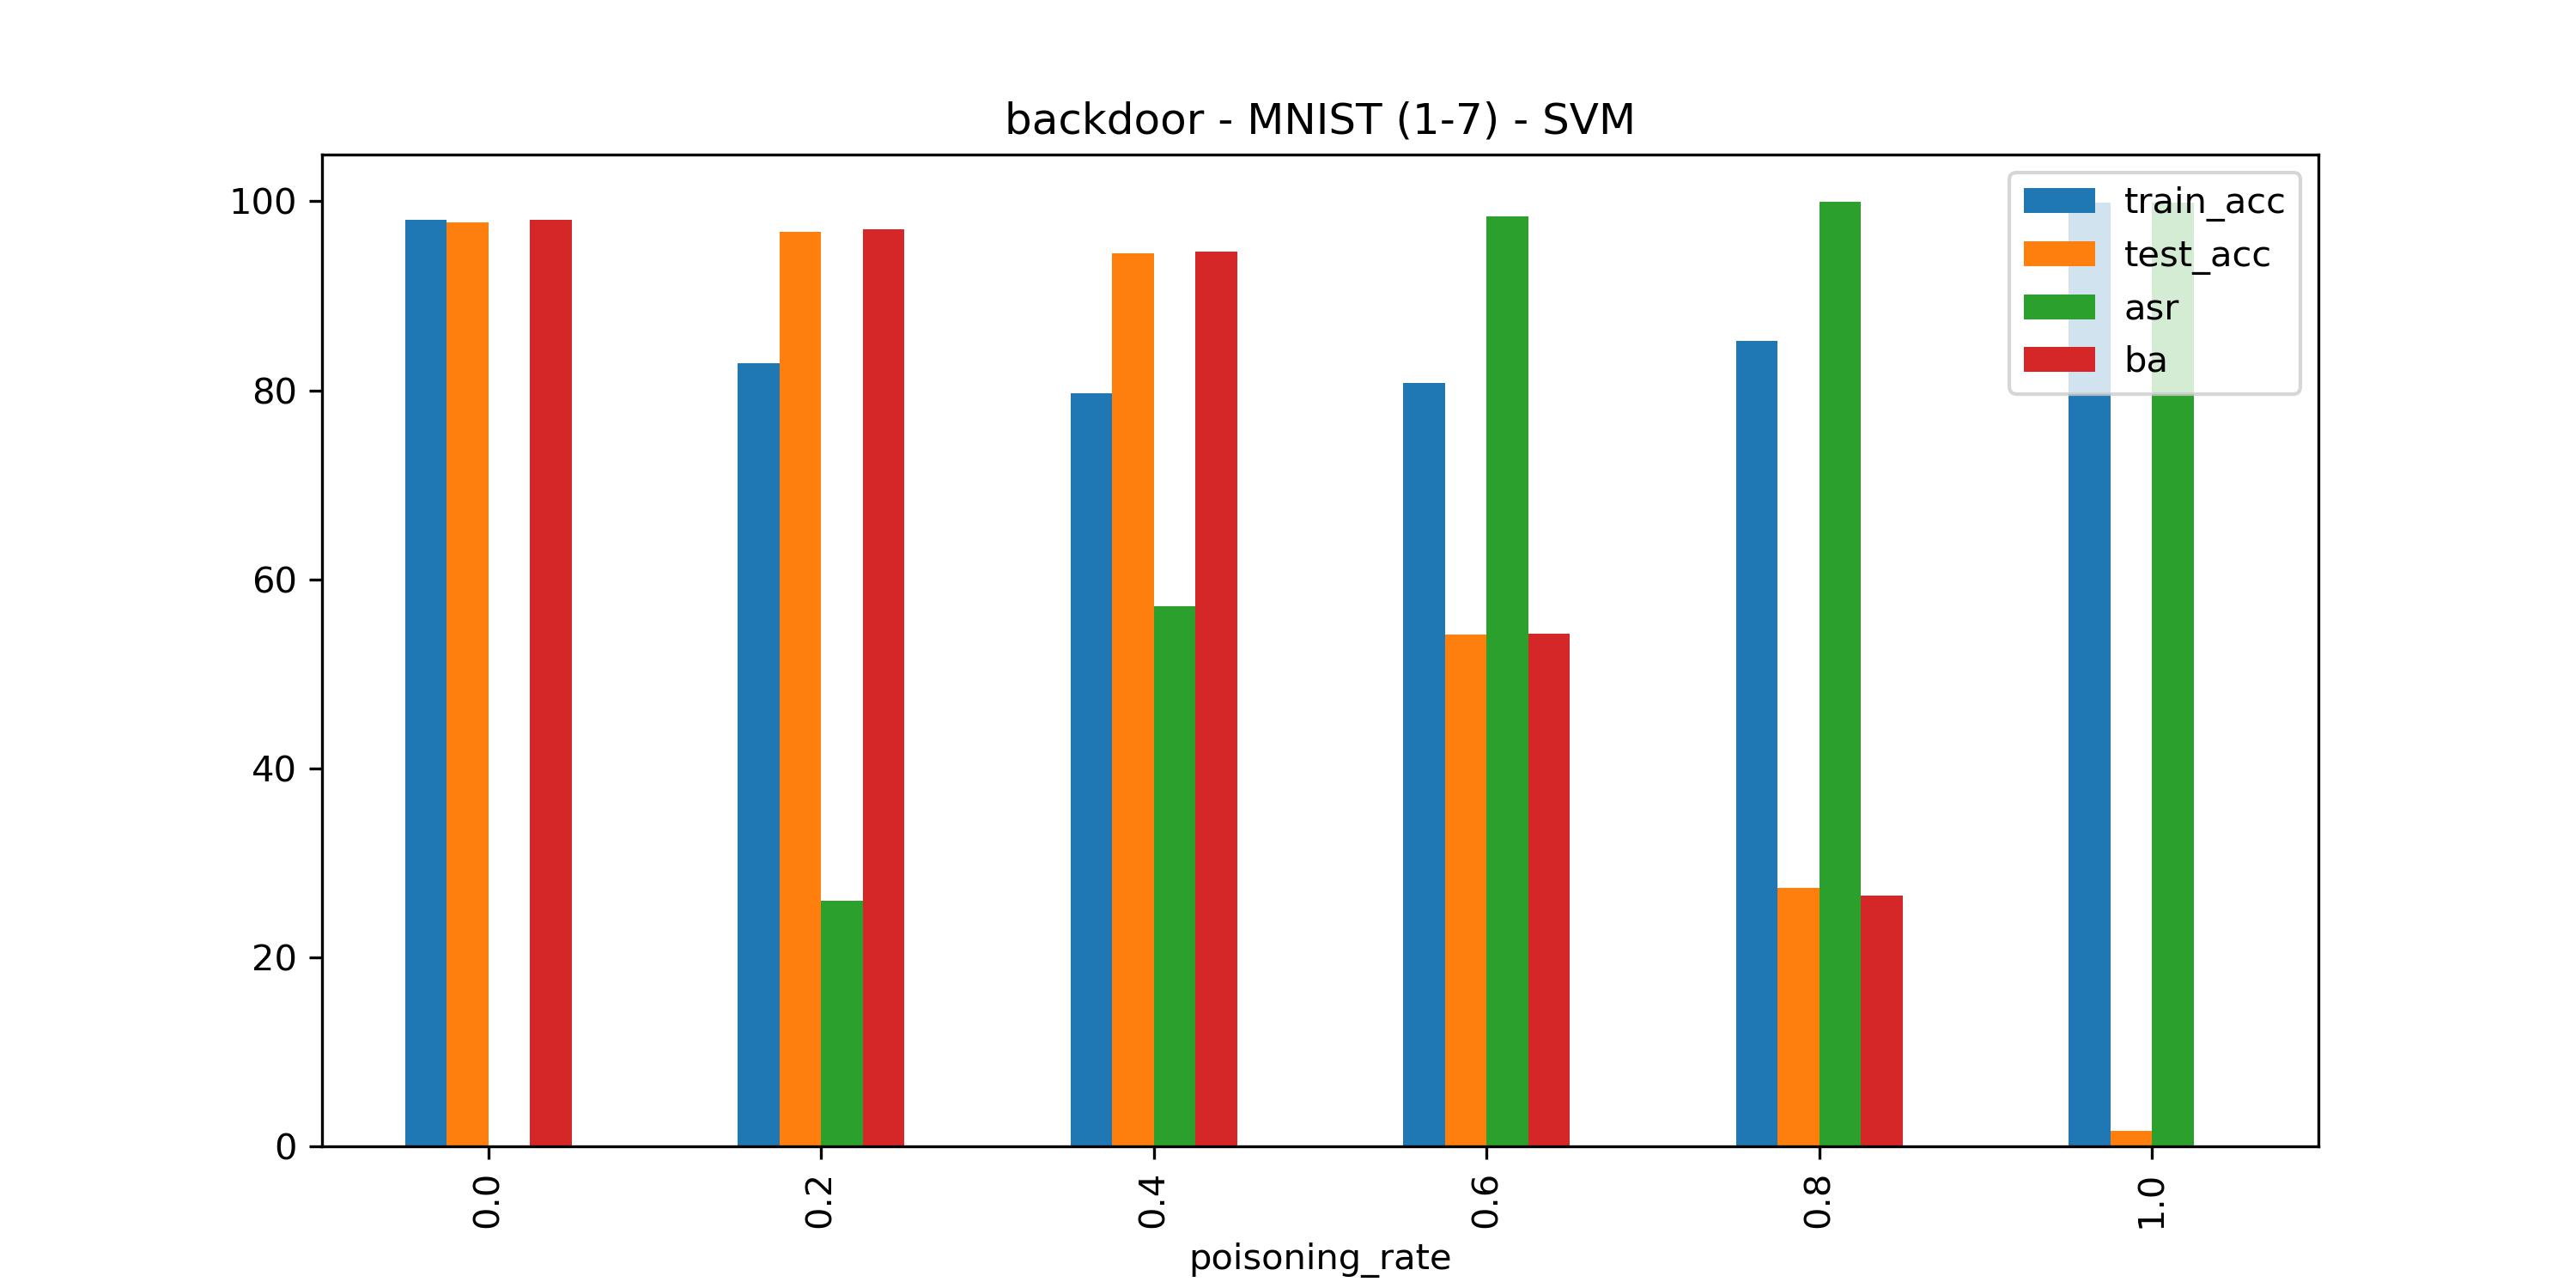 backdoor - MNIST (1-7) - SVM
100
80
60
40
20
0
train_acc
test_acc
asr
ba
0.0
0.2
0.4
0.6
0.8
1.0
poisoning_rate